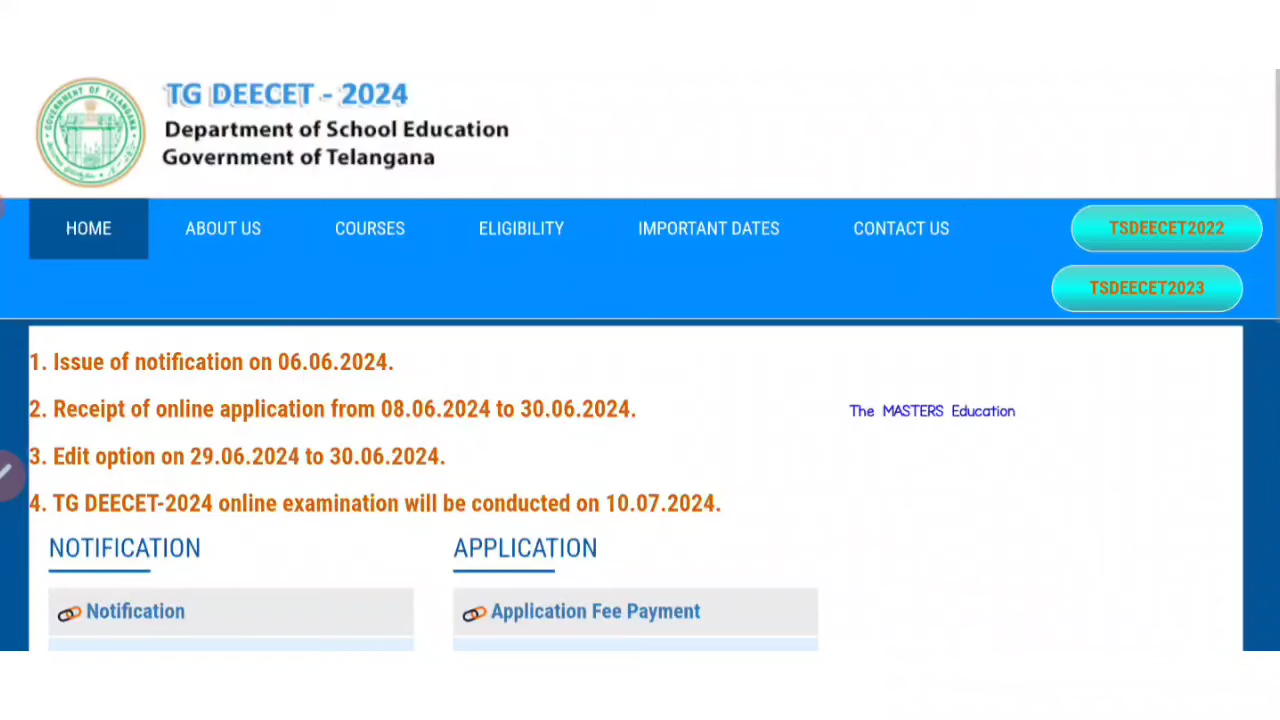 TG DEECET - 2024
Department of School Education
Government of Telangana
HOME ABOUT US COURSES ELIGIBILITY IMPORTANT DATES CONTACT US TSDEECET2022
TSDEECET2023
1. Issue of notification on 06.06.2024.
2. Receipt of online application from 08.06.2024 to 30.06.2024.
The MASTERS Education
3. Edit option on 29.06.2024 to 30.06.2024.
4. TG DEECET-2024 online examination will be conducted on 10.07.2024.
NOTIFICATION APPLICATION
Notification Application Fee Payment